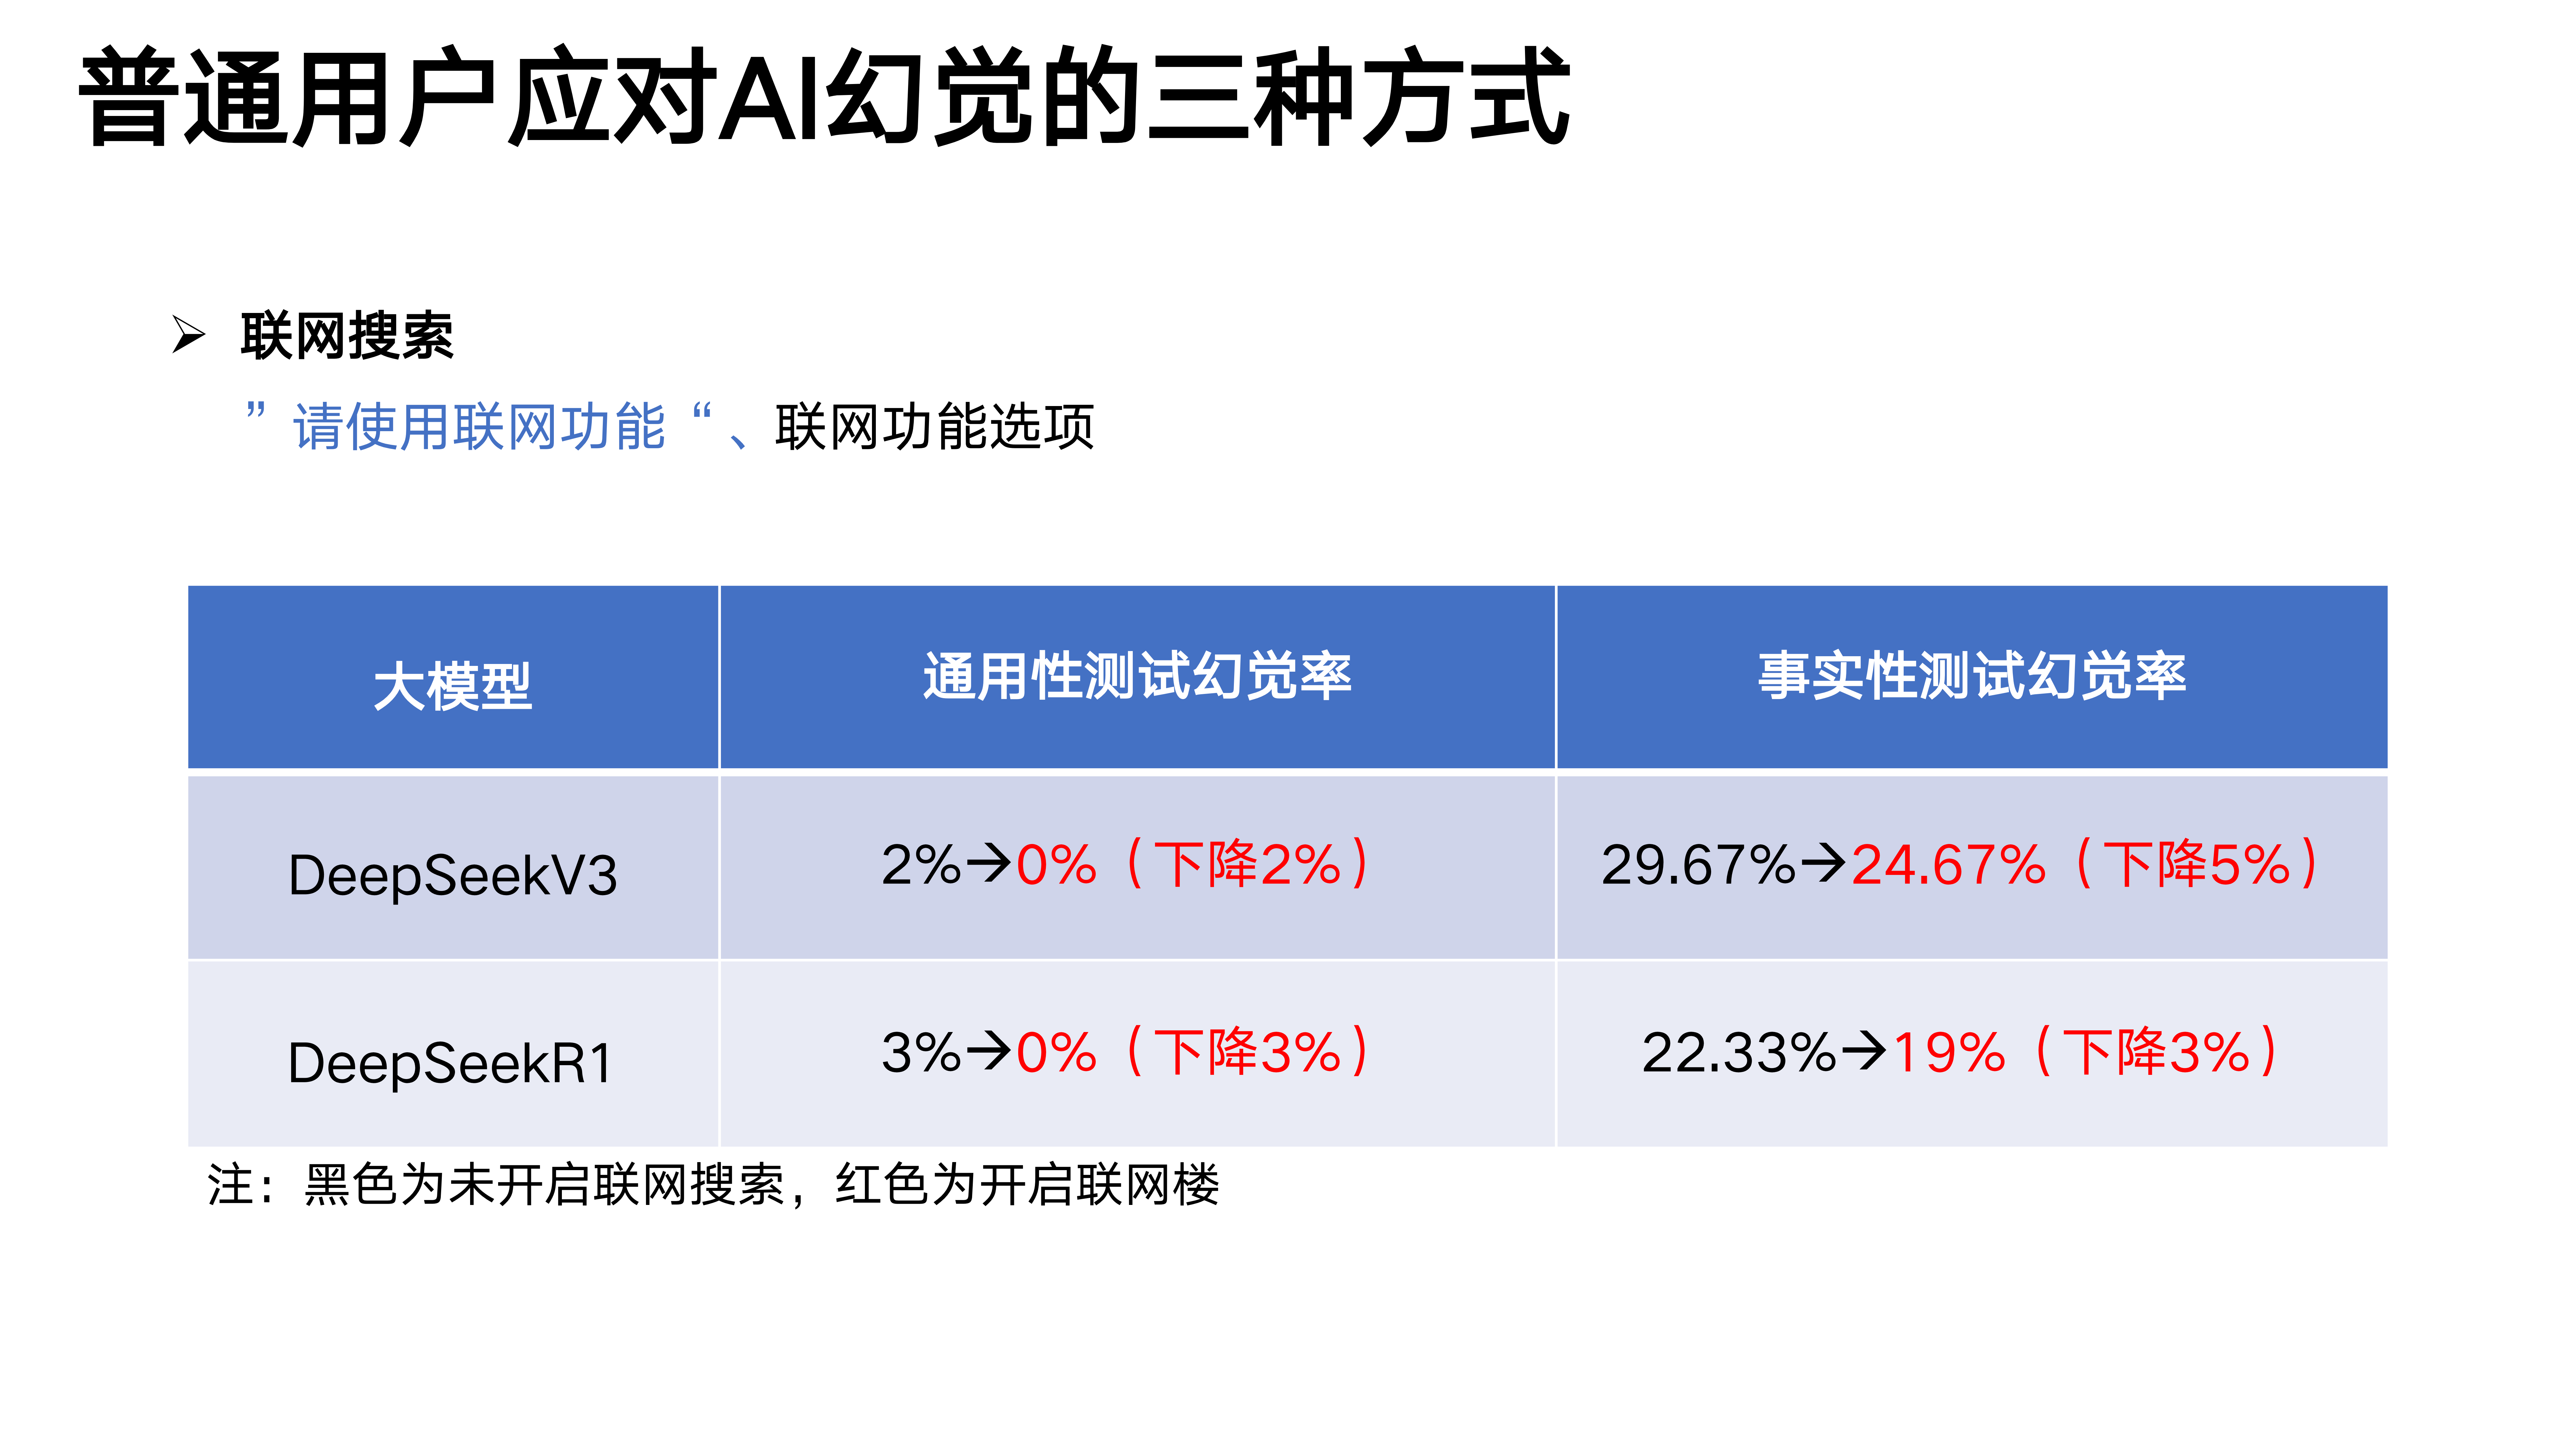 普通用户应对AI幻觉的三种方式
➢ 联网搜索
”请使用联网功能“、联网功能选项
大模型 通用性测试幻觉率 事实性测试幻觉率
DeepSeekV3 2%→0%（下降2%） 29.67%→24.67%（下降5%）
DeepSeekR1 3%→0%（下降3%） 22.33%→19%（下降3%）
注：黑色为未开启联网搜索，红色为开启联网楼